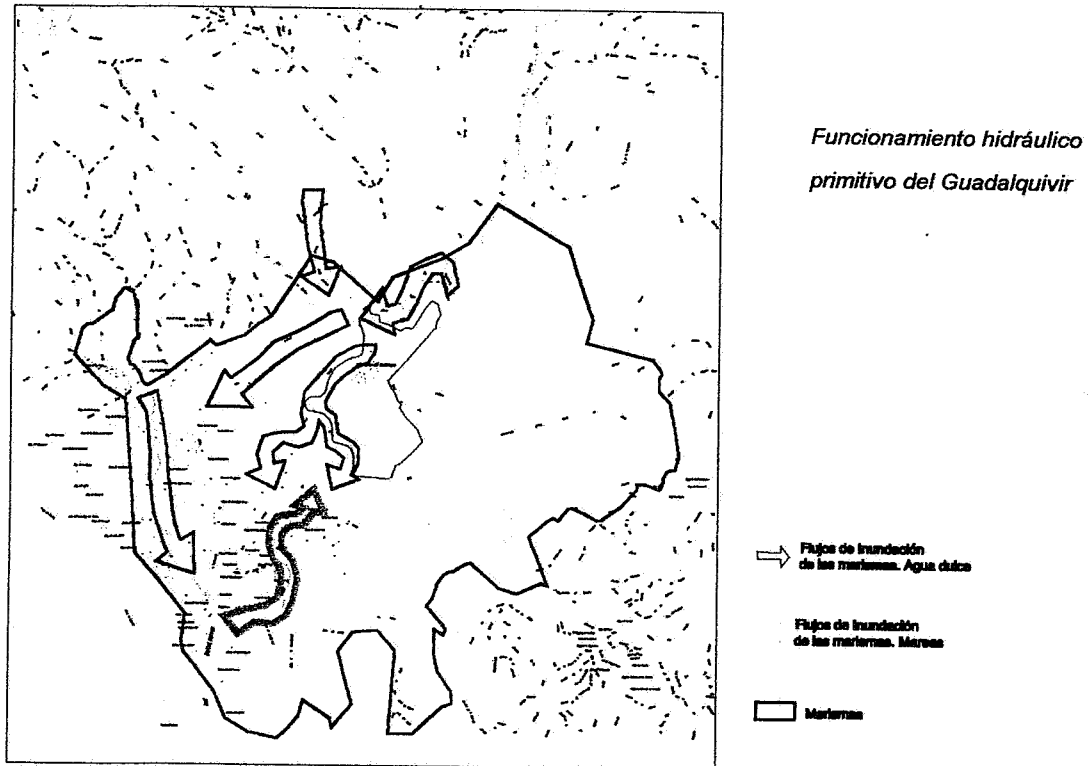 Funcionamiento hidráulico
primitivo del Guadalquivir
Flujos de Inundación
de las marismas. Agua dulce
Flujos de Inundación
de las marismas. Mareas
Marismas